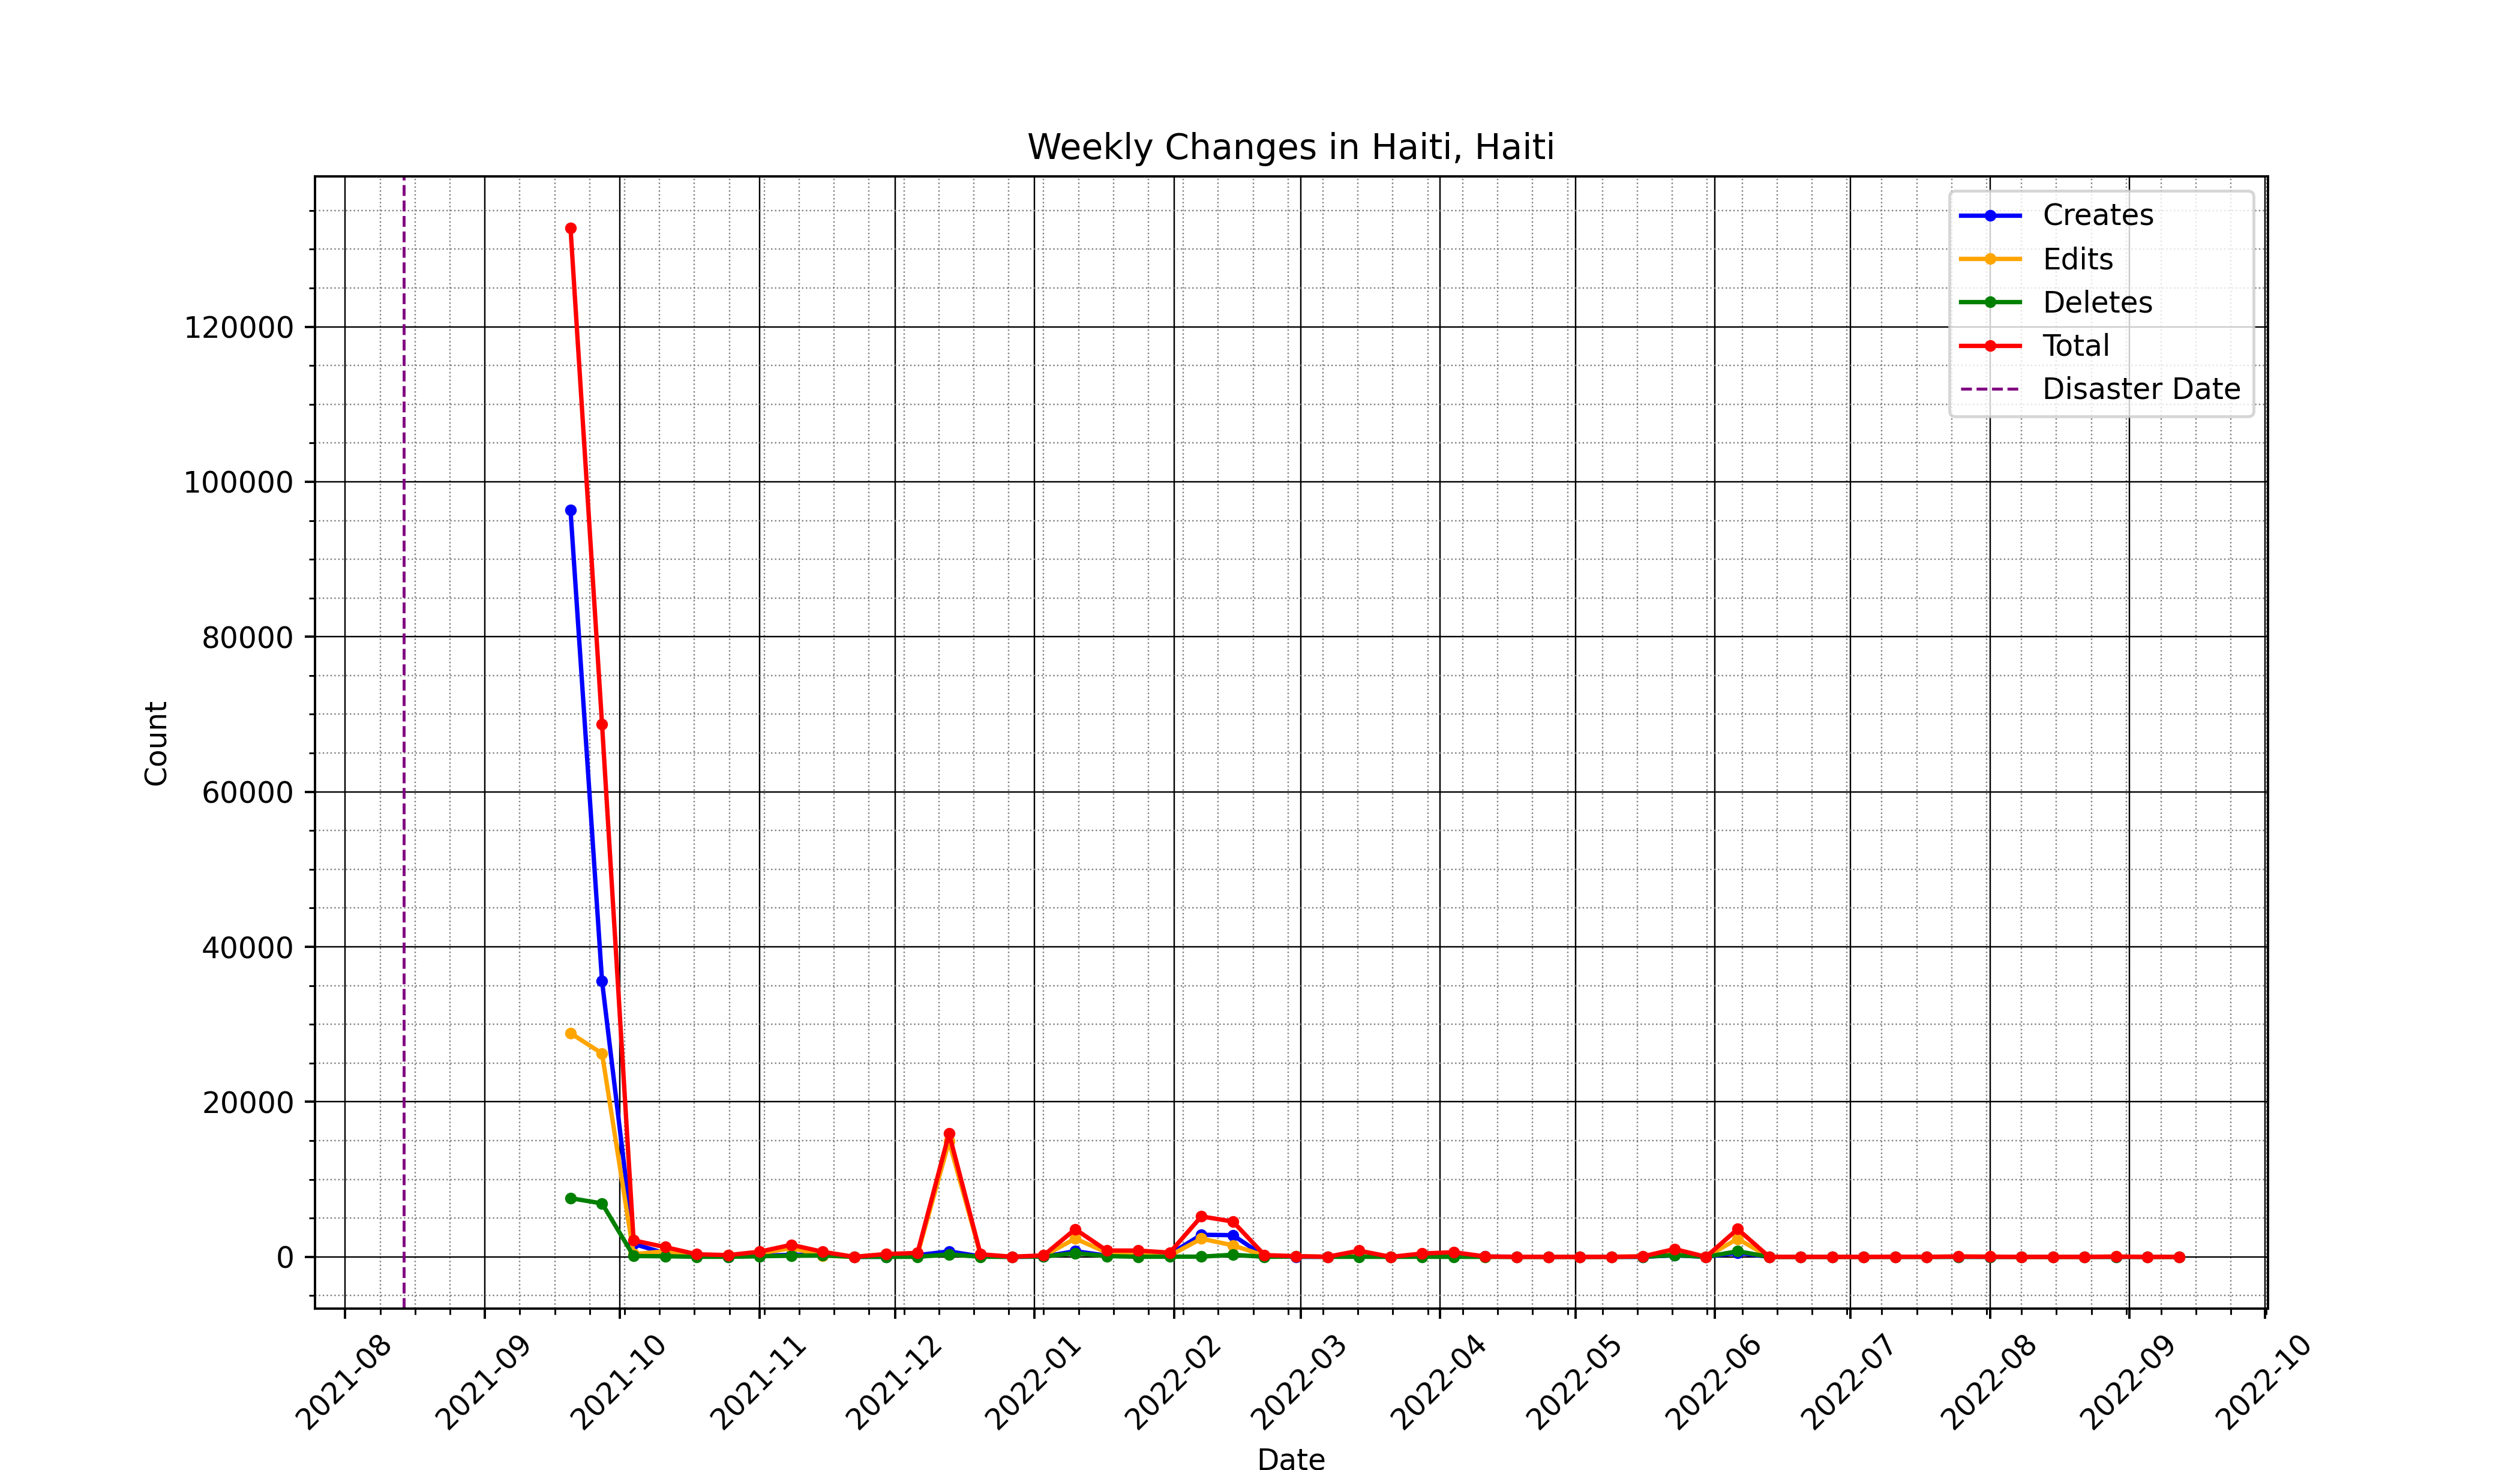 Weekly Changes in Haiti, Haiti
Creates
Edits
Deletes
Total
Disaster Date
120000
100000
80000
60000
40000
20000
0
Count
2021-08
2021-09
2021-10
2021-11
2021-12
2022-01
2022-02
2022-03
2022-04
2022-05
2022-06
2022-07
2022-08
2022-09
2022-10
Date